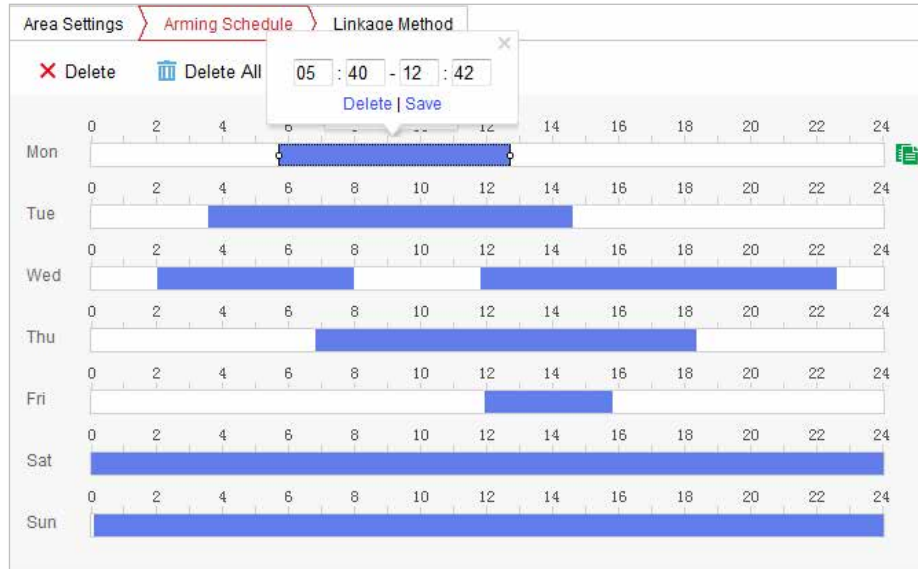 Area Settings Arming Schedule Linkage Method
Delete Delete All
05 : 40 - 12 : 42
Delete | Save
0 2 4 12 14 16 18 20 22 24
Mon
0 2 4 6 8 10 12 14 16 18 20 22 24
Tue
0 2 4 6 8 10 12 14 16 18 20 22 24
Wed
0 2 4 6 8 10 12 14 16 18 20 22 24
Thu
0 2 4 6 8 10 12 14 16 18 20 22 24
Fri
0 2 4 6 8 10 12 14 16 18 20 22 24
Sat
0 2 4 6 8 10 12 14 16 18 20 22 24
Sun